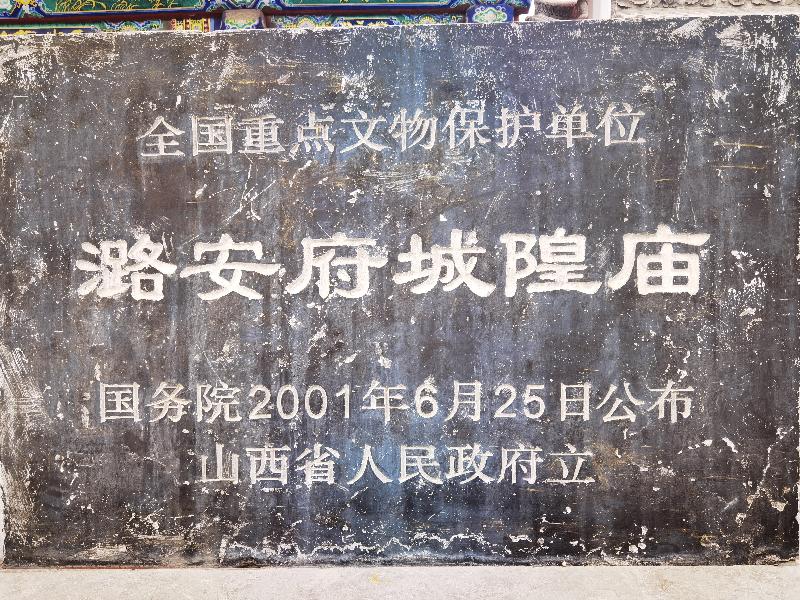 全国重点文物保护单位
潞安府城隍庙
国务院2001年6月25日公布
山西省人民政府立